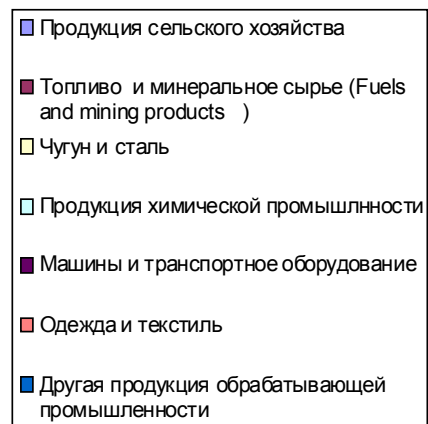 Продукция сельского хозяйства
Топливо и минеральное сырье (Fuels
and mining products )
Чугун и сталь
Продукция химической промышлнности
Машины и транспортное оборудование
Одежда и текстиль
Другая продукция обрабатывающей
промышленности